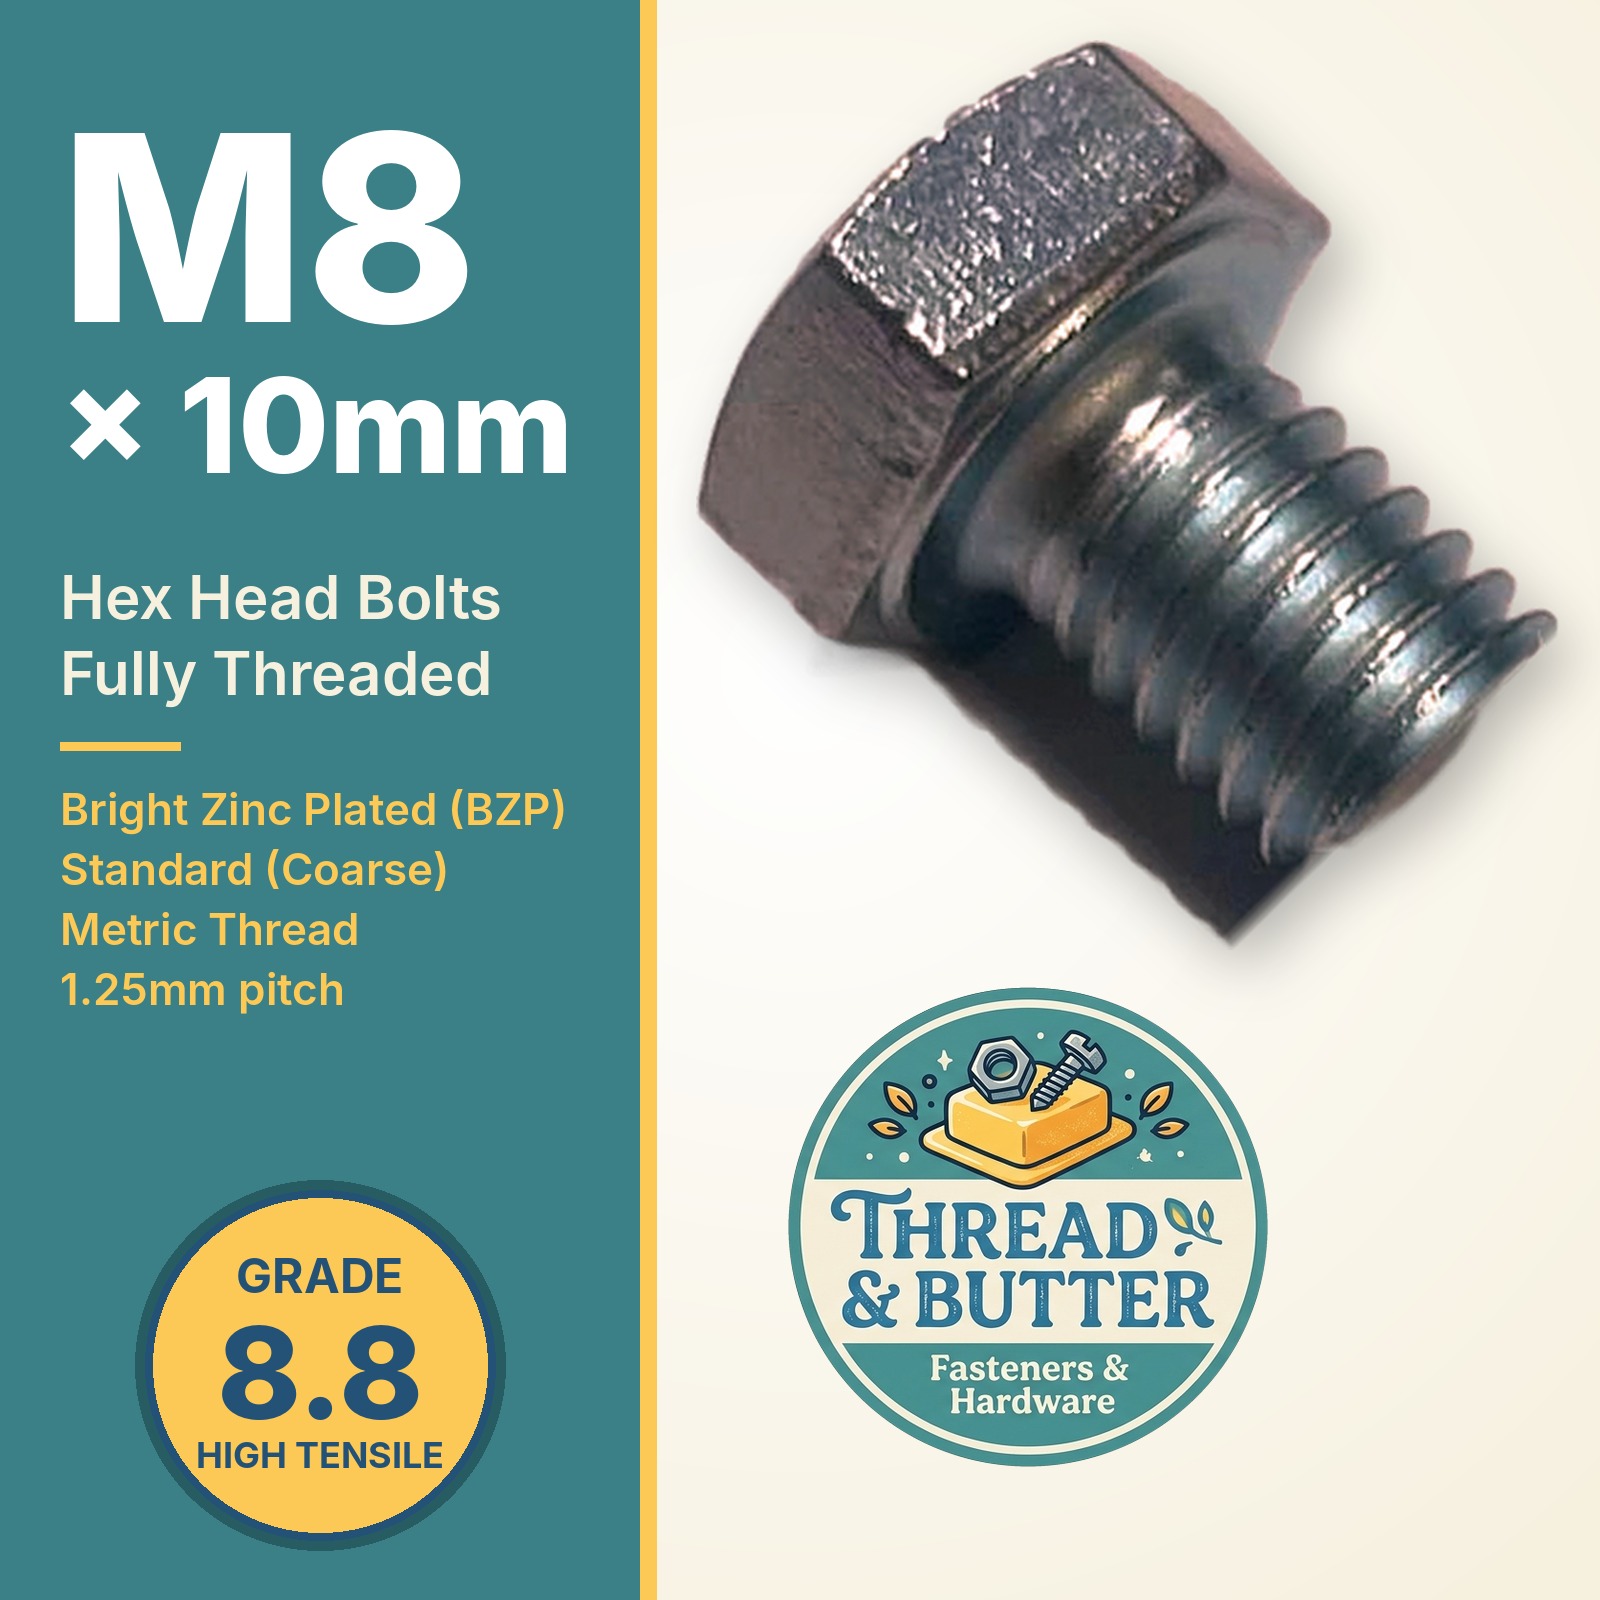 M8
× 10mm
Hex Head Bolts
Fully Threaded
Bright Zinc Plated (BZP)
Standard (Coarse)
Metric Thread
1.25mm pitch
GRADE
8.8
HIGH TENSILE
THREAD
& BUTTER
Fasteners &
Hardware